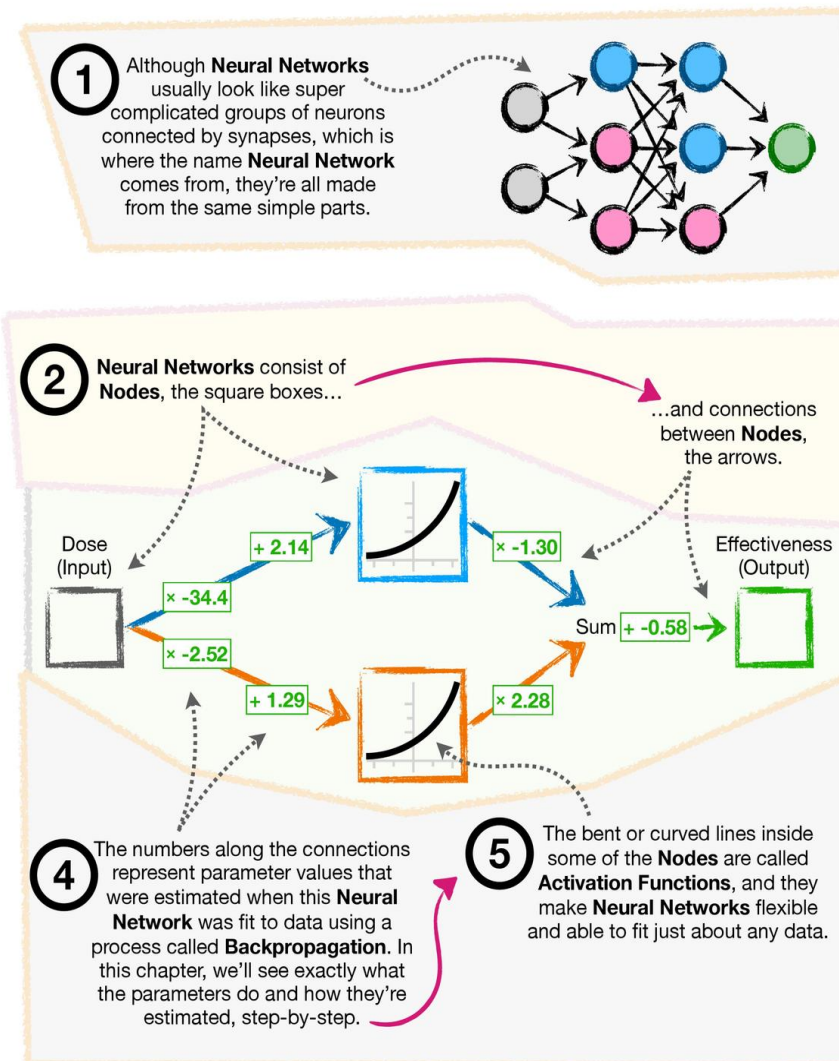 1
Although Neural Networks
usually look like super
complicated groups of neurons
connected by synapses, which is
where the name Neural Network
comes from, they're all made
from the same simple parts.
2
Neural Networks consist of
Nodes, the square boxes…
…and connections
between Nodes,
the arrows.
Dose
(Input)
+ 2.14
× -34.4
× -2.52
+ 1.29
× -1.30
× 2.28
Sum + -0.58
Effectiveness
(Output)
4
The numbers along the connections
represent parameter values that
were estimated when this Neural
Network was fit to data using a
process called Backpropagation. In
this chapter, we'll see exactly what
the parameters do and how they're
estimated, step-by-step.
5
The bent or curved lines inside
some of the Nodes are called
Activation Functions, and they
make Neural Networks flexible
and able to fit just about any data.